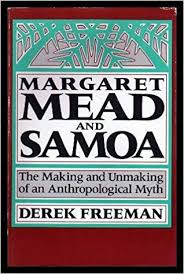 MARGARET
MEAD
AND
SAMOA
The Making and Unmaking
of an Anthropological Myth
DEREK FREEMAN